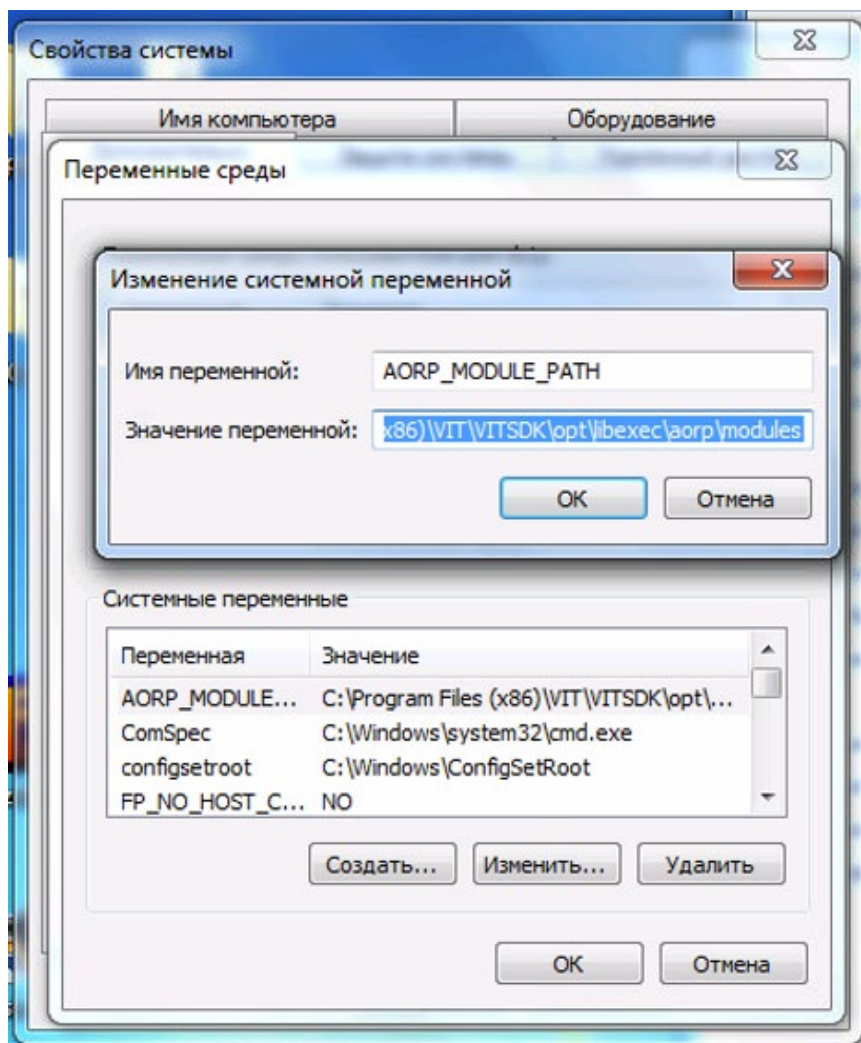 Свойства системы
Имя компьютера
Оборудование
Переменные среды
Изменение системной переменной
Имя переменной:
AORP_MODULE_PATH
Значение переменной:
x86)\VIT\VITSDK\opt\libexec\aorp\modules
OK
Отмена
Системные переменные
Переменная
Значение
AORP_MODULE...
C:\Program Files (x86)\VIT\VITSDK\opt\...
ComSpec
C:\Windows\system32\cmd.exe
configsetroot
C:\Windows\ConfigSetRoot
FP_NO_HOST_C...
NO
Создать...
Изменить...
Удалить
OK
Отмена